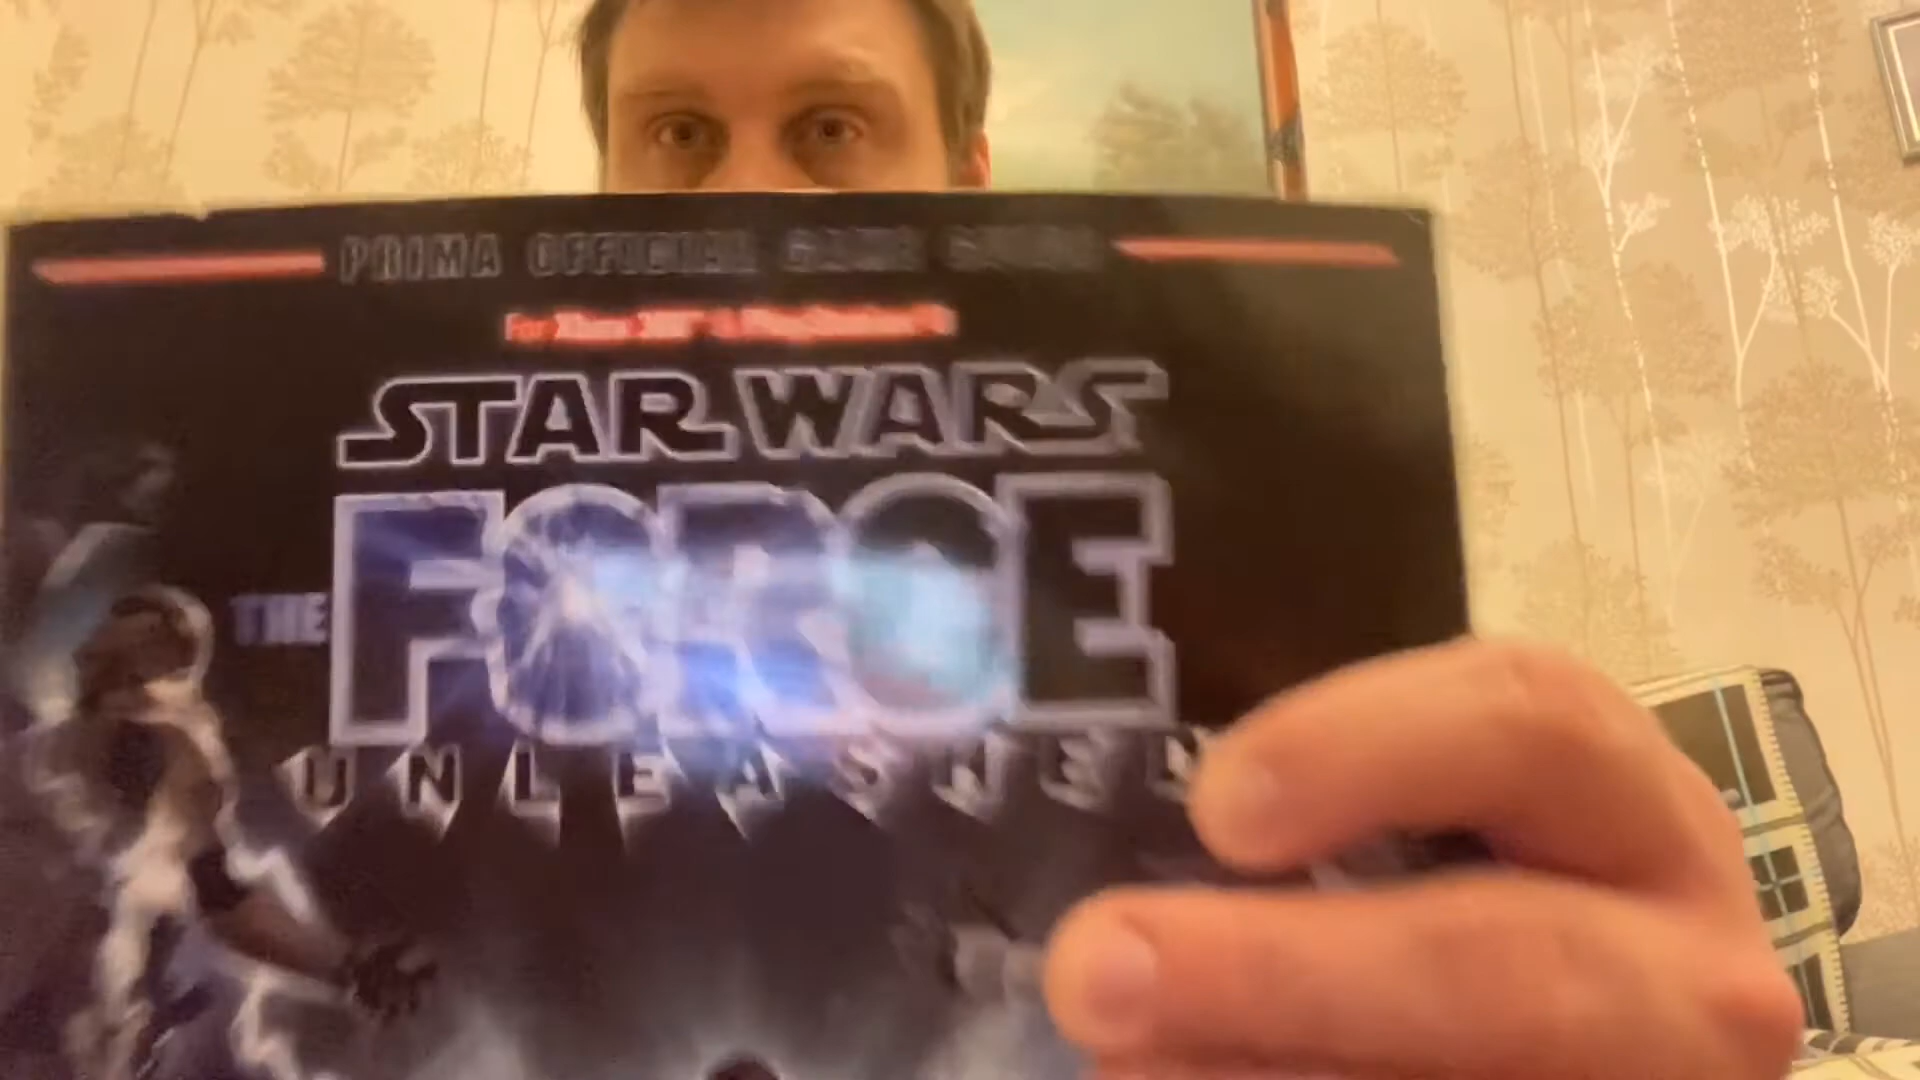 PRIMA OFFICIAL GAME GUIDE
For Xbox 360 & PlayStation 3
STAR WARS
THE FORCE
UNLEASHED